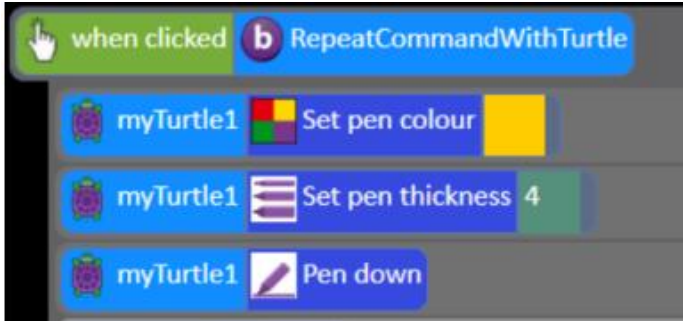 when clicked b RepeatCommandWithTurtle
myTurtle1 Set pen colour
myTurtle1 Set pen thickness 4
myTurtle1 Pen down